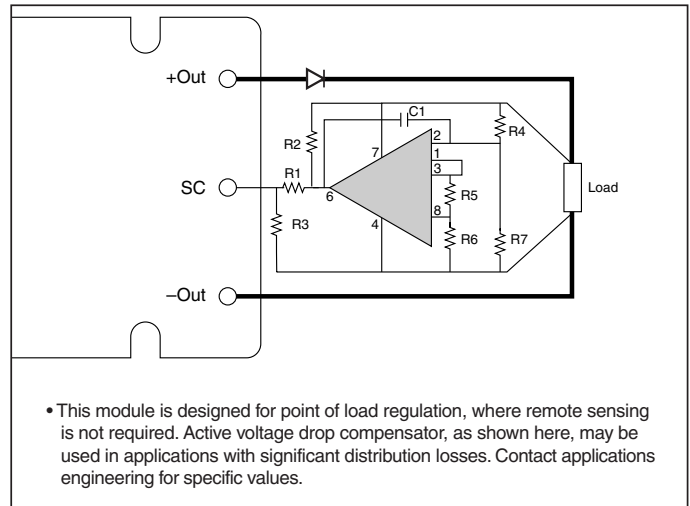 +Out
C1
R2
R4
2
7
1
R1
3
SC
6
R5
Load
8
R3
4
R6
R7
–Out
• This module is designed for point of load regulation, where remote sensing
is not required. Active voltage drop compensator, as shown here, may be
used in applications with significant distribution losses. Contact applications
engineering for specific values.